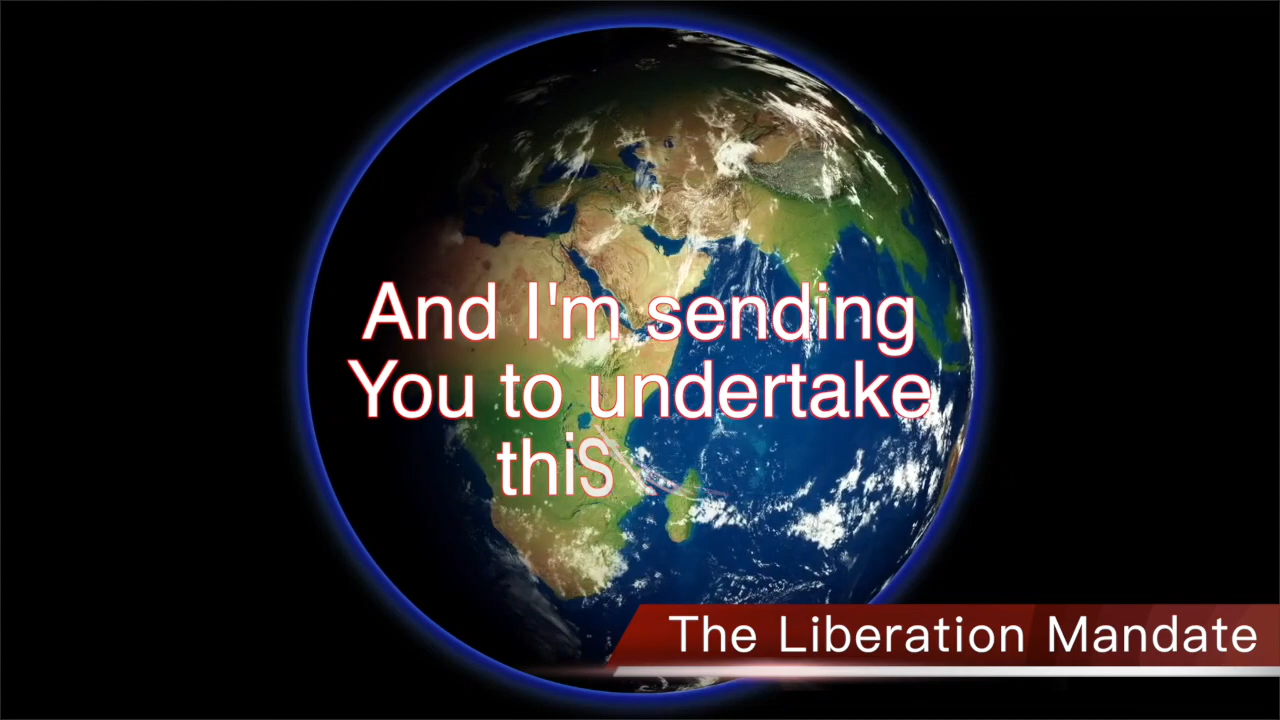 And I'm sending
You to undertake
thiS
The Liberation Mandate